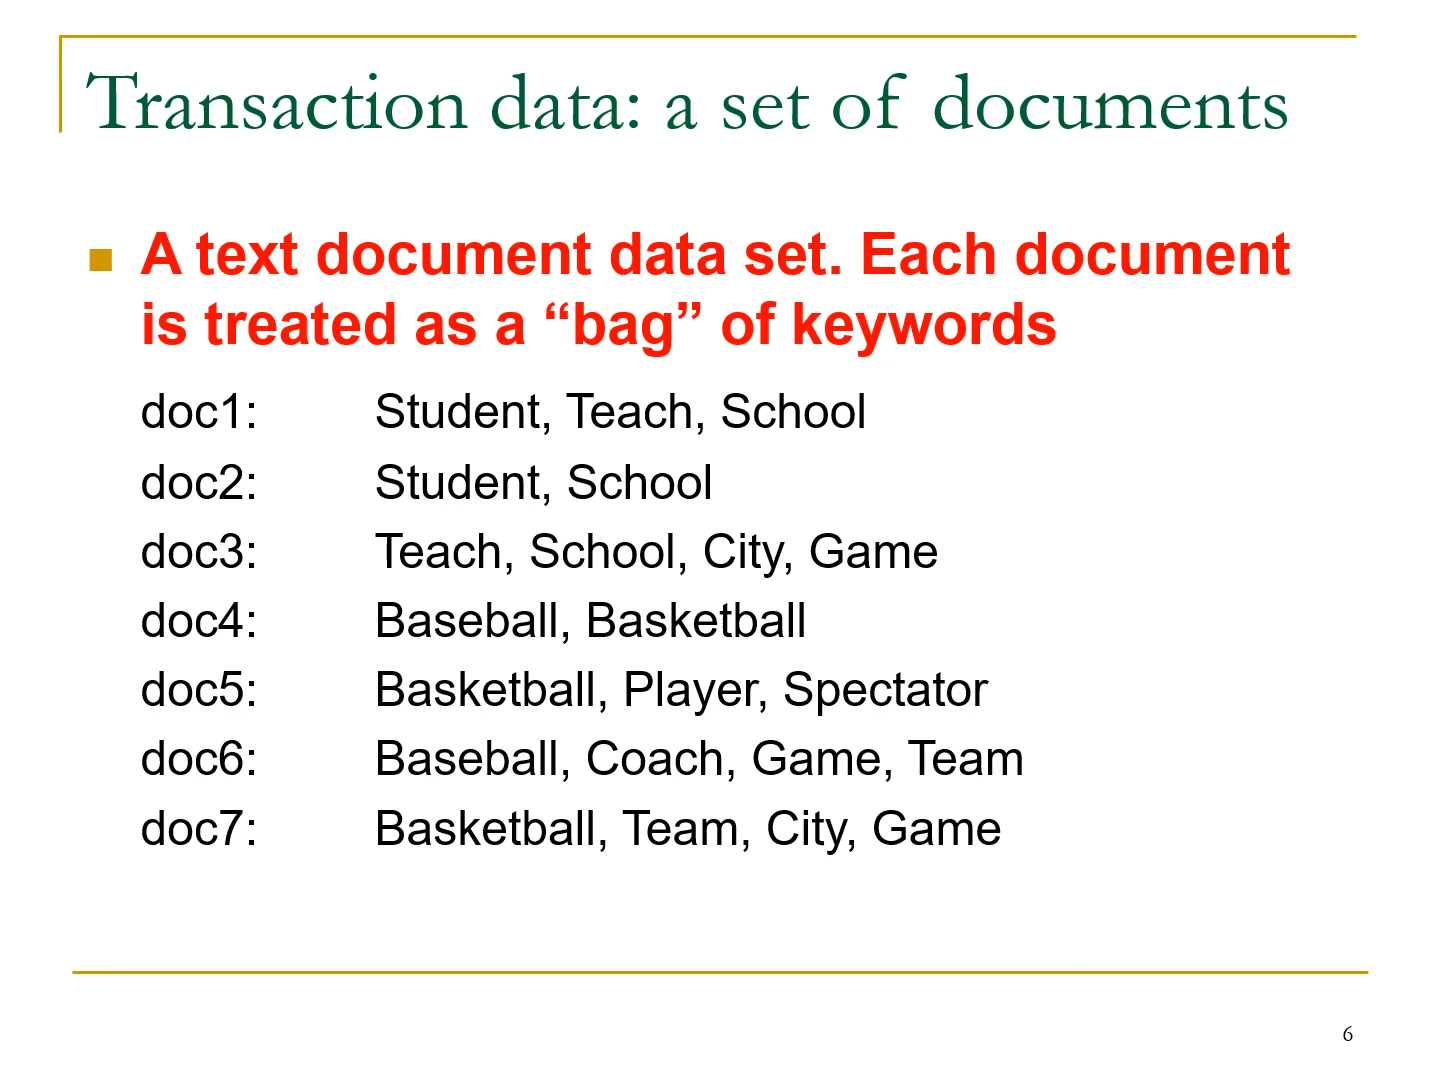 Transaction data: a set of documents
A text document data set. Each document
is treated as a “bag” of keywords
doc1: Student, Teach, School
doc2: Student, School
doc3: Teach, School, City, Game
doc4: Baseball, Basketball
doc5: Basketball, Player, Spectator
doc6: Baseball, Coach, Game, Team
doc7: Basketball, Team, City, Game
6